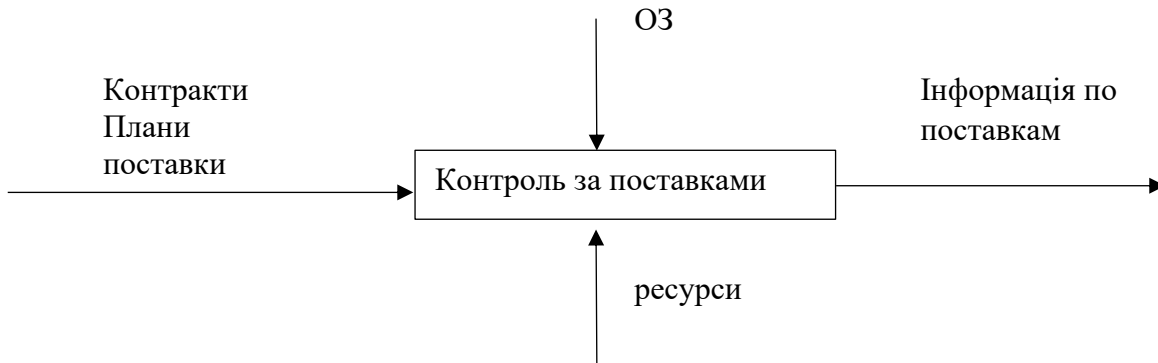 ОЗ
Контракти
Плани
поставки
Інформація по
поставкам
Контроль за поставками
ресурси